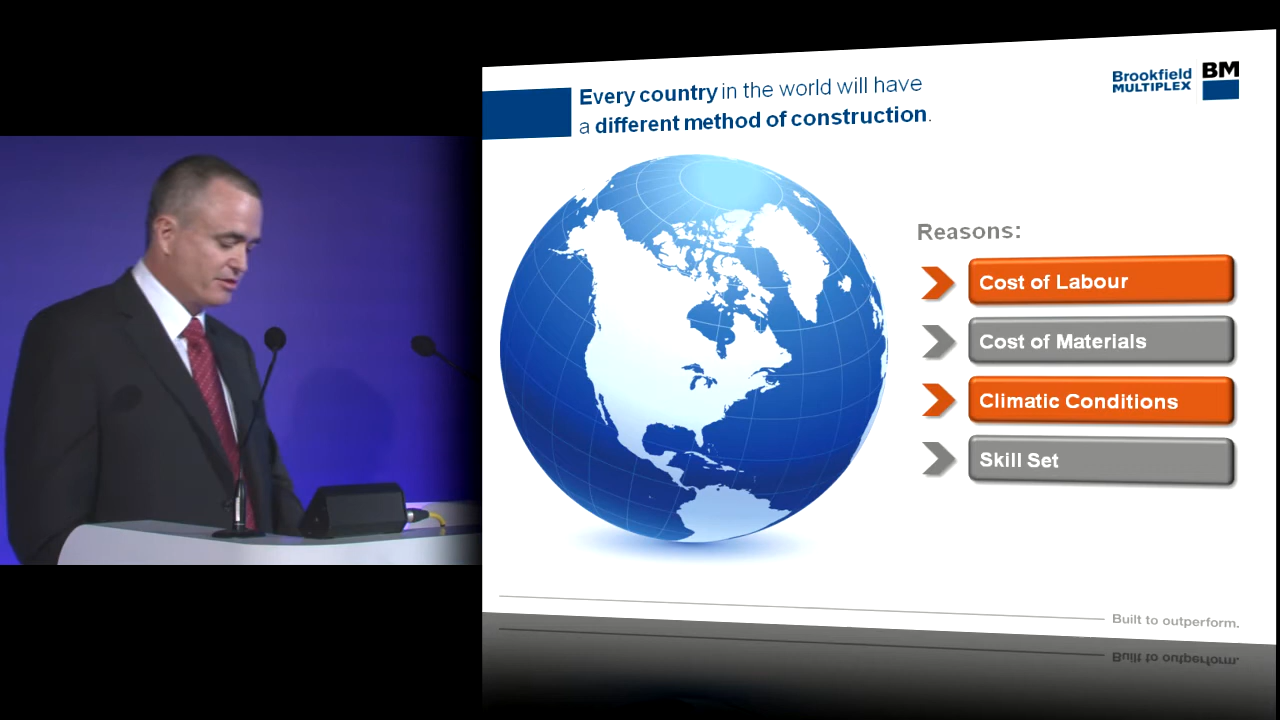 Every country in the world will have
a different method of construction.
Brookfield
MULTIPLEX
BM
Reasons:
Cost of Labour
Cost of Materials
Climatic Conditions
Skill Set
Built to outperform.
Built to outperform.